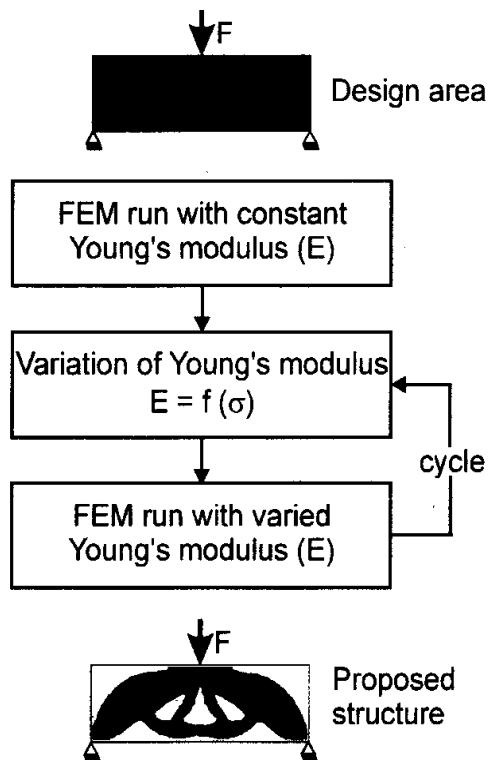 F
Design area
FEM run with constant
Young's modulus (E)
Variation of Young's modulus
E = f (σ)
cycle
FEM run with varied
Young's modulus (E)
F
Proposed
structure